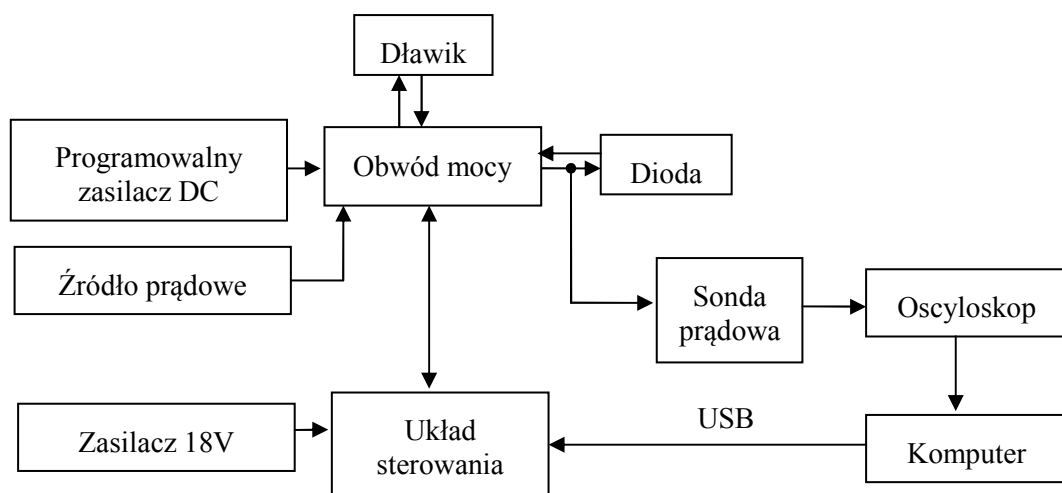 Dławik
Programowalny
zasilacz DC
Obwód mocy
Dioda
Źródło prądowe
Sonda
prądowa
Oscyloskop
Zasilacz 18V
Układ
sterowania
USB
Komputer